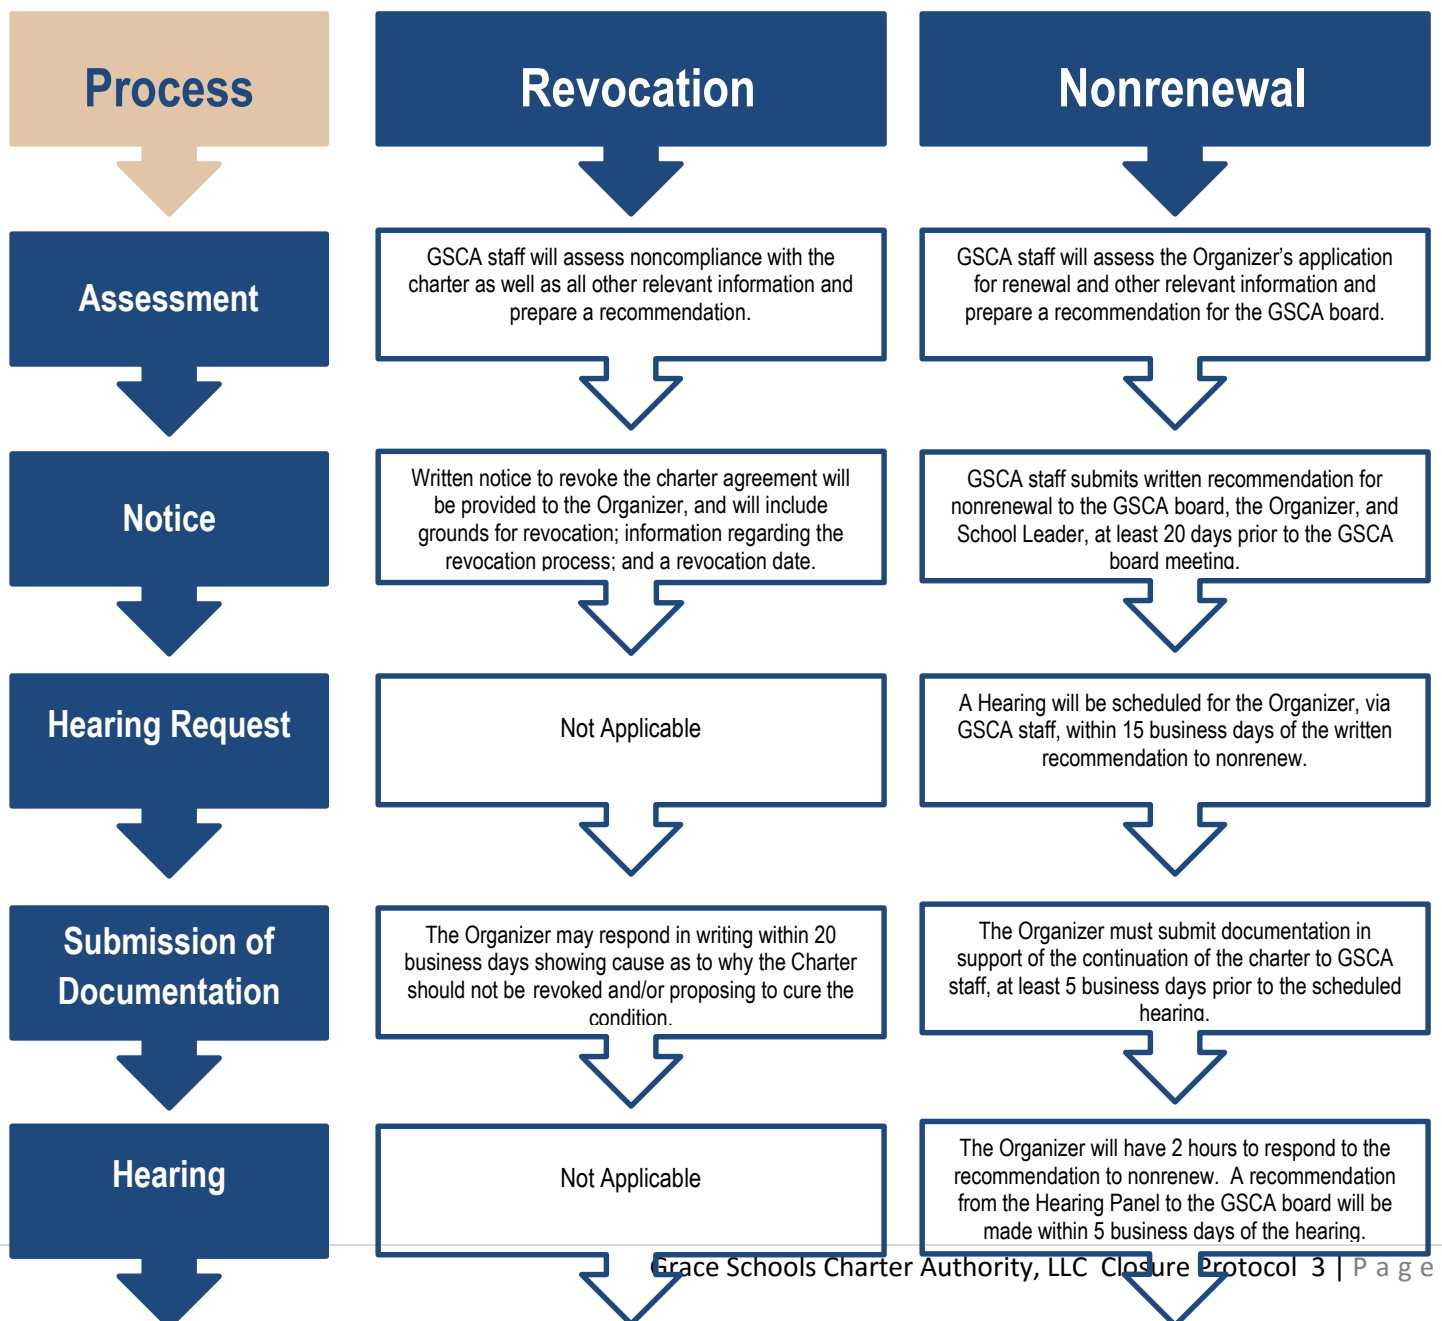 Process
Revocation
Nonrenewal
Assessment
GSCA staff will assess noncompliance with the
charter as well as all other relevant information and
prepare a recommendation.
GSCA staff will assess the Organizer’s application
for renewal and other relevant information and
prepare a recommendation for the GSCA board.
Notice
Written notice to revoke the charter agreement will
be provided to the Organizer, and will include
grounds for revocation; information regarding the
revocation process; and a revocation date.
GSCA staff submits written recommendation for
nonrenewal to the GSCA board, the Organizer, and
School Leader, at least 20 days prior to the GSCA
board meeting.
Hearing Request
Not Applicable
A Hearing will be scheduled for the Organizer, via
GSCA staff, within 15 business days of the written
recommendation to nonrenew.
Submission of
Documentation
The Organizer may respond in writing within 20
business days showing cause as to why the Charter
should not be revoked and/or proposing to cure the
condition.
The Organizer must submit documentation in
support of the continuation of the charter to GSCA
staff, at least 5 business days prior to the scheduled
hearing.
Hearing
Not Applicable
The Organizer will have 2 hours to respond to the
recommendation to nonrenew.  A recommendation
from the Hearing Panel to the GSCA board will be
made within 5 business days of the hearing.
Grace Schools Charter Authority, LLC  Closure Protocol  3 | P a g e